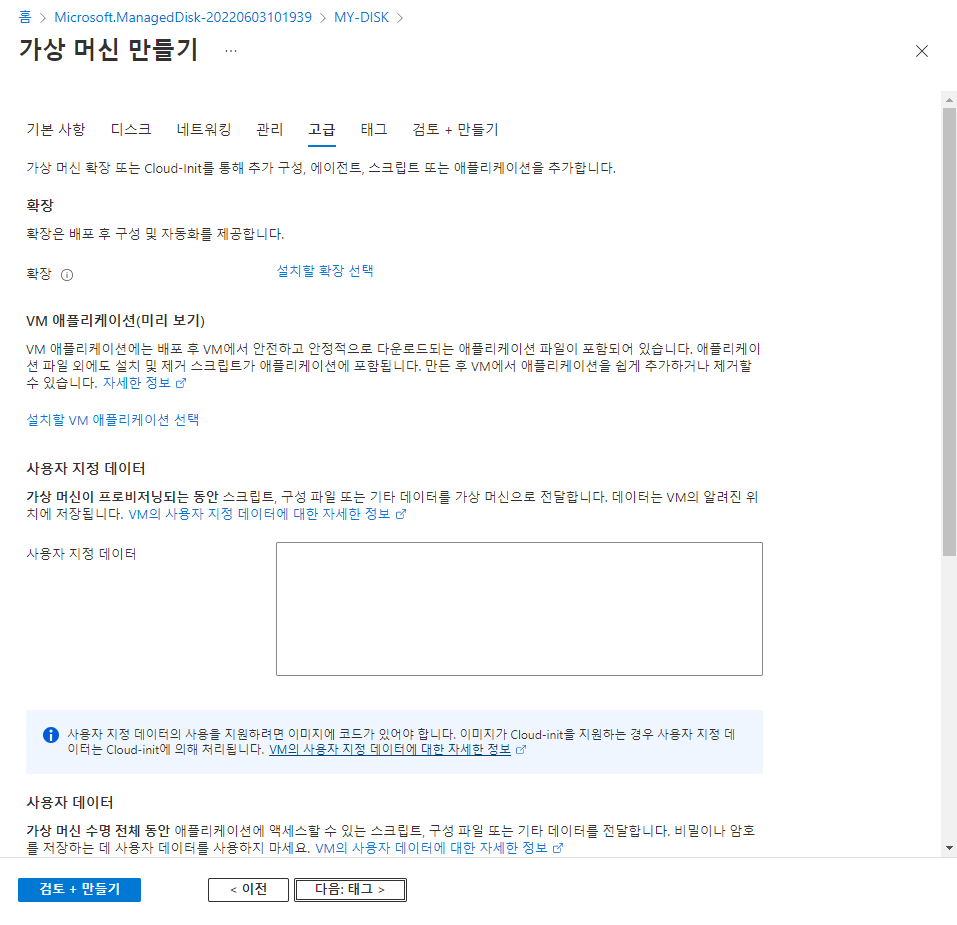 홈 > Microsoft.ManagedDisk-20220603101939 > MY-DISK >
가상 머신 만들기 ...
기본 사항 디스크 네트워킹 관리 고급 태그 검토 + 만들기
가상 머신 확장 또는 Cloud-Init를 통해 추가 구성, 에이전트, 스크립트 또는 애플리케이션을 추가합니다.
확장
확장은 배포 후 구성 및 자동화를 제공합니다.
확장 설치할 확장 선택
VM 애플리케이션(미리 보기)
VM 애플리케이션에는 배포 후 VM에서 안전하고 안정적으로 다운로드되는 애플리케이션 파일이 포함되어 있습니다. 애플리케이
션 파일 외에도 설치 및 제거 스크립트가 애플리케이션에 포함됩니다. 만든 후 VM에서 애플리케이션을 쉽게 추가하거나 제거할
수 있습니다. 자세한 정보
설치할 VM 애플리케이션 선택
사용자 지정 데이터
가상 머신이 프로비저닝되는 동안 스크립트, 구성 파일 또는 기타 데이터를 가상 머신으로 전달합니다. 데이터는 VM의 알려진 위
치에 저장됩니다. VM의 사용자 지정 데이터에 대한 자세한 정보
사용자 지정 데이터
사용자 지정 데이터의 사용을 지원하려면 이미지에 코드가 있어야 합니다. 이미지가 Cloud-init을 지원하는 경우 사용자 지정 데
이터는 Cloud-init에 의해 처리됩니다. VM의 사용자 지정 데이터에 대한 자세한 정보
사용자 데이터
가상 머신 수명 전체 동안 애플리케이션에 액세스할 수 있는 스크립트, 구성 파일 또는 기타 데이터를 전달합니다. 비밀이나 암호
를 저장하는 데 사용자 데이터를 사용하지 마세요. VM의 사용자 데이터에 대한 자세한 정보
검토 + 만들기 < 이전 다음: 태그 >